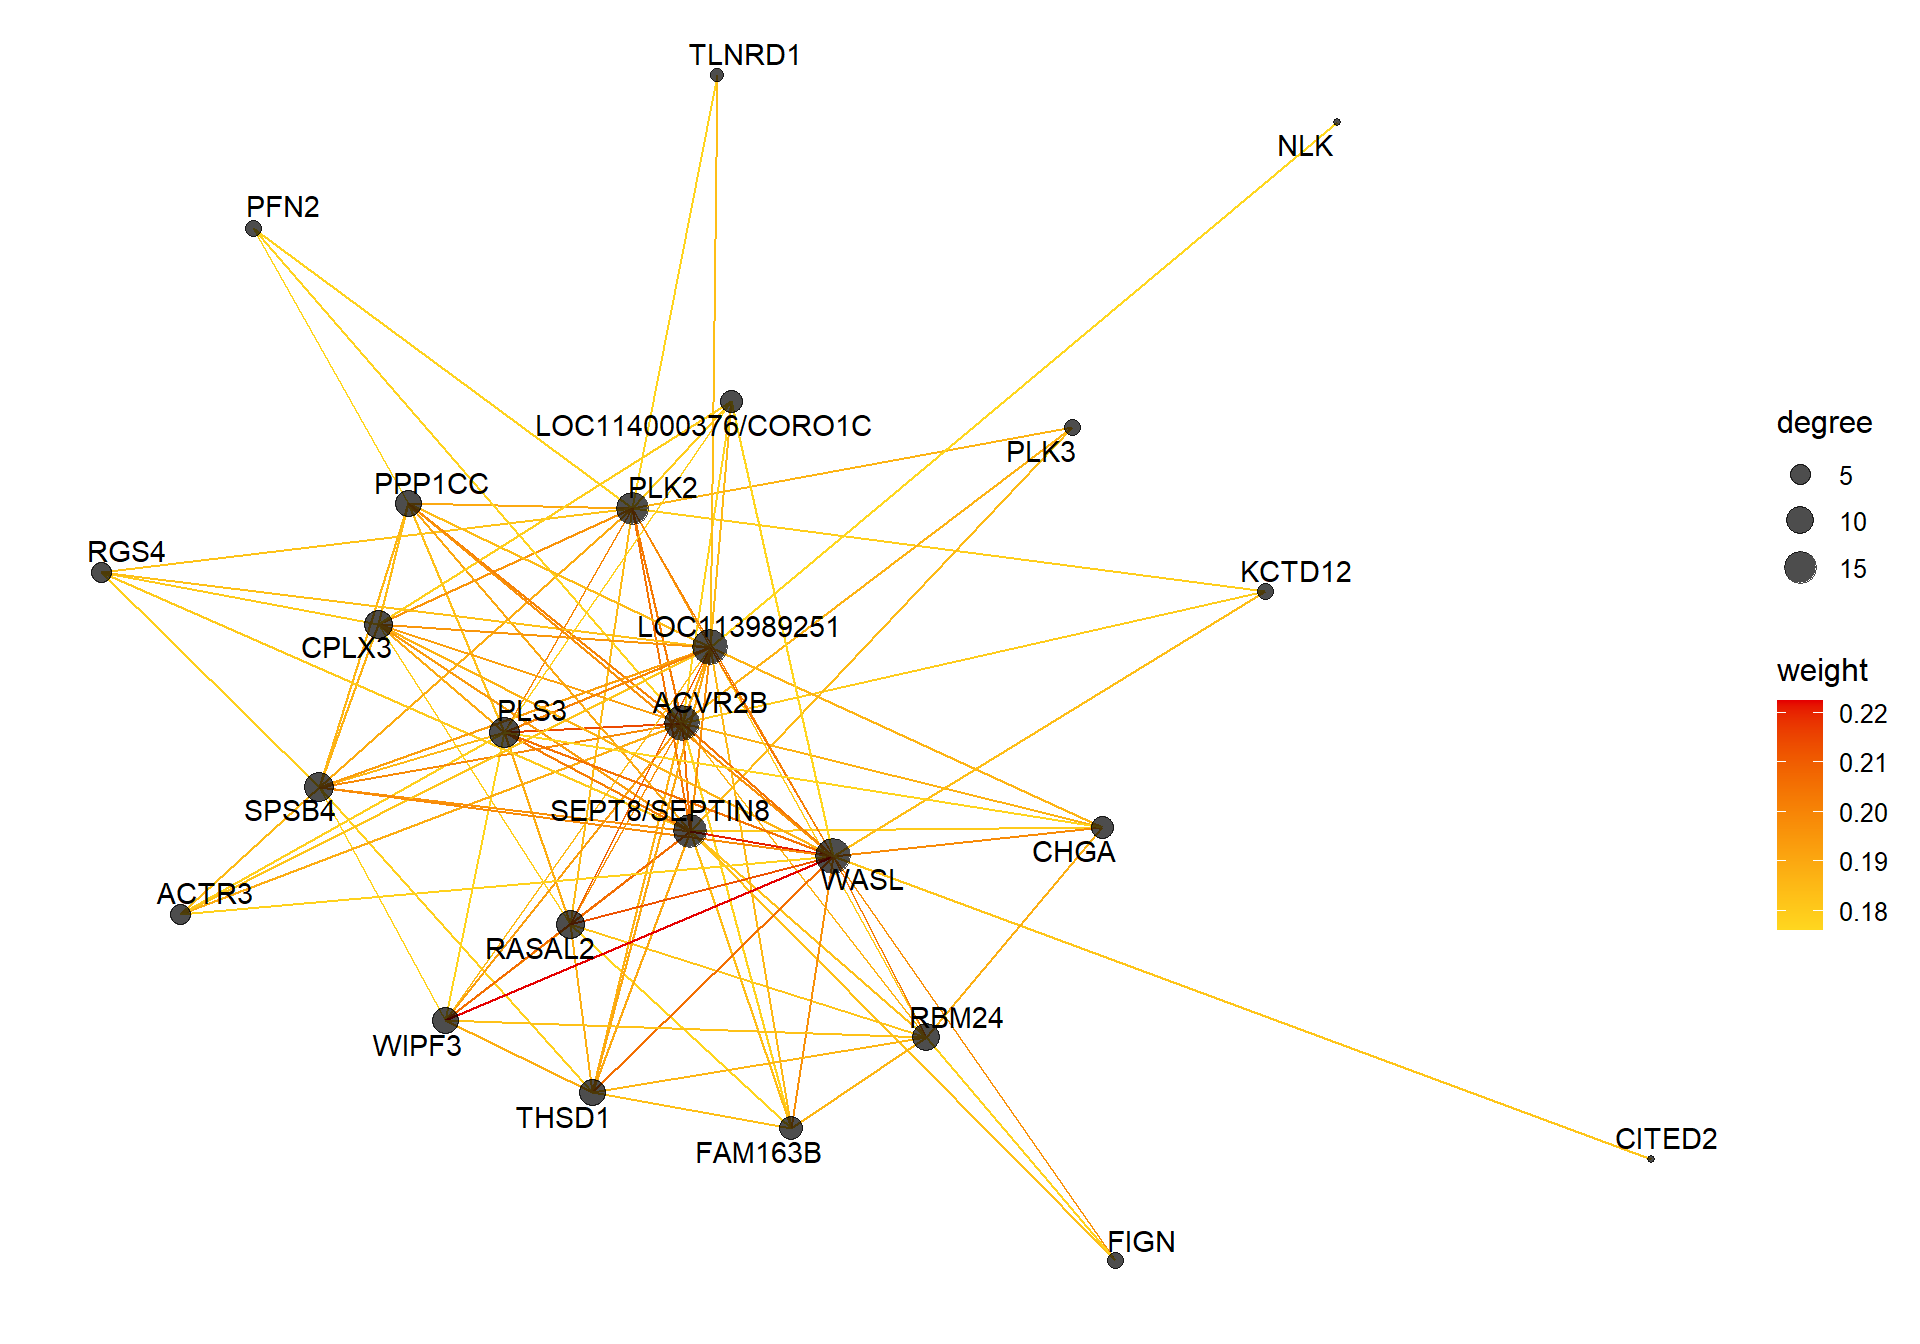 TLNRD1
NLK
PFN2
LOC114000376/CORO1C
PLK3
PPP1CC
PLK2
RGS4
KCTD12
CPLX3
LOC113989251
PLS3
ACVR2B
SPSB4
SEPT8/SEPTIN8
CHGA
WASL
ACTR3
RASAL2
RBM24
WIPF3
THSD1
FAM163B
CITED2
FIGN
degree
5
10
15
weight
0.22
0.21
0.20
0.19
0.18